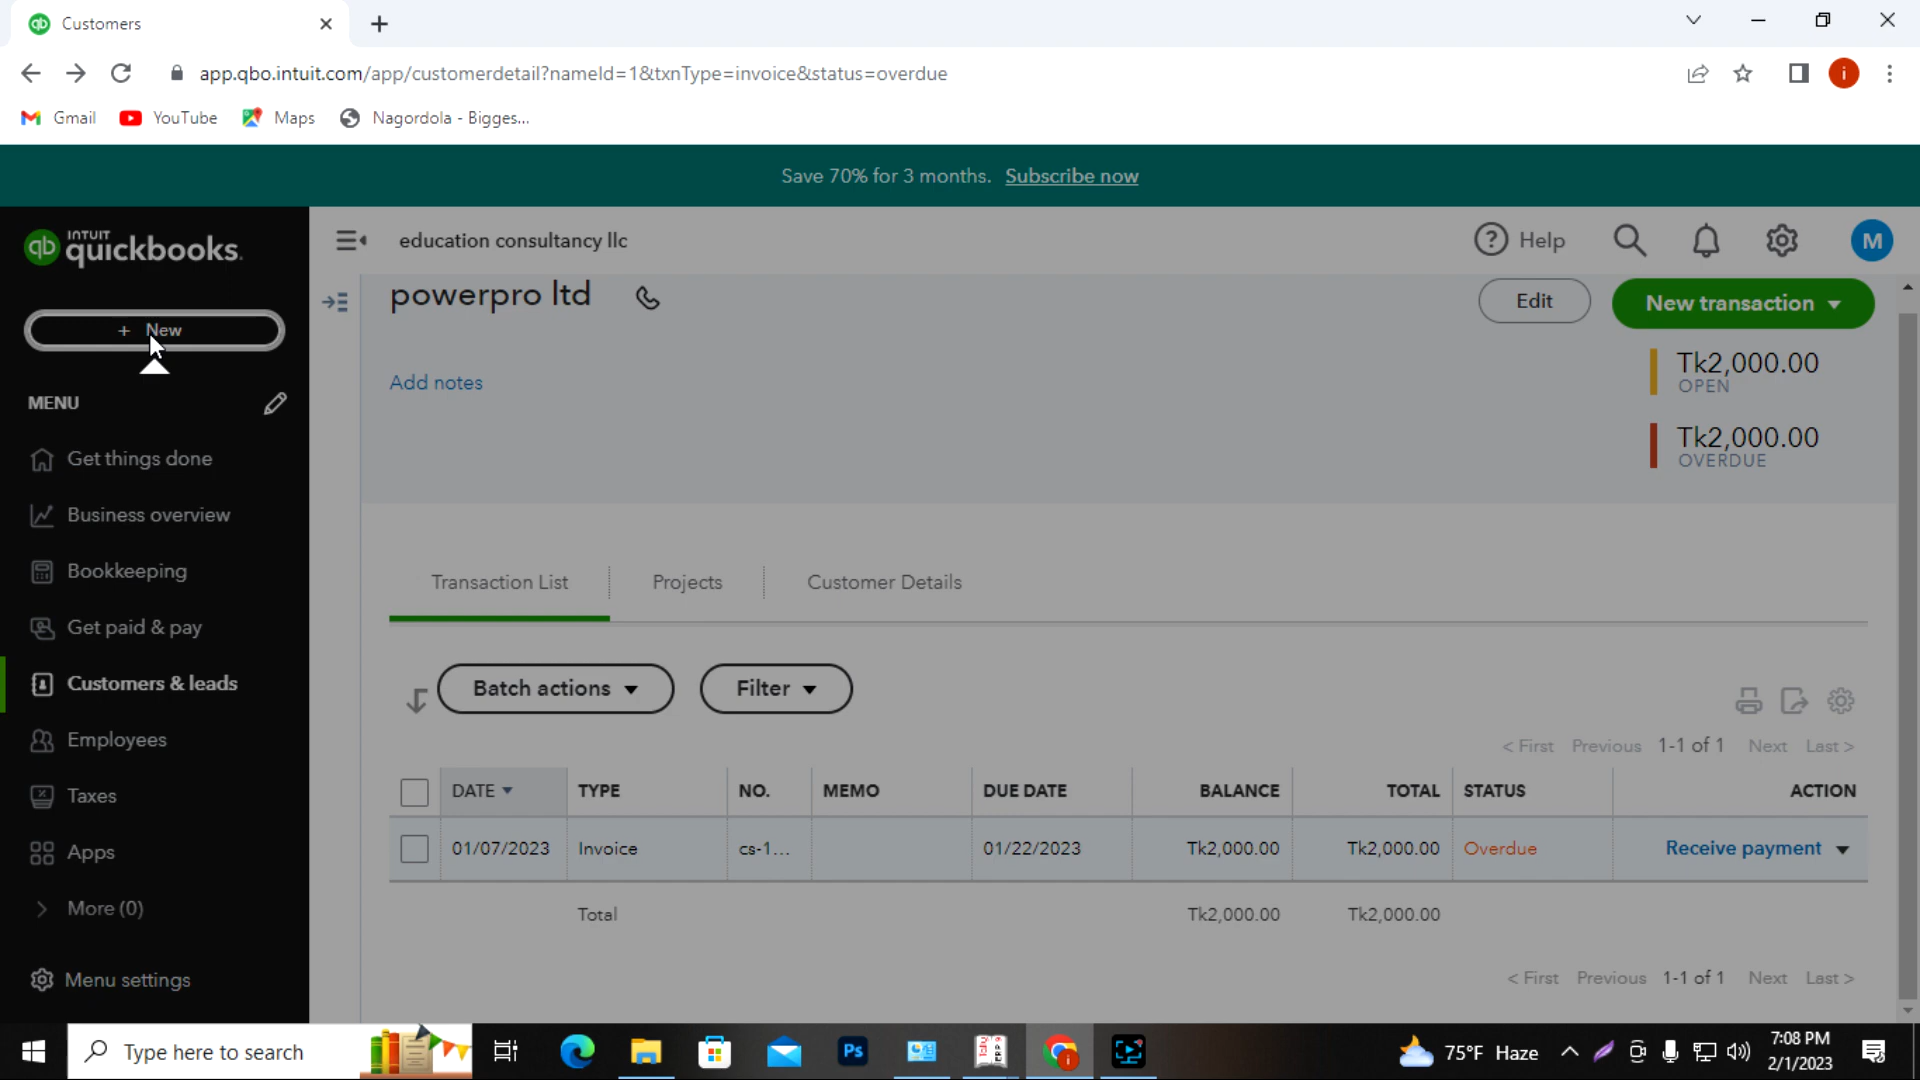 Customers
app.qbo.intuit.com/app/customerdetail?nameId=1&txnType=invoice&status=overdue
i
Gmail YouTube Maps Nagordola - Bigges...
Save 70% for 3 months. Subscribe now
qb INTUIT quickbooks.
education consultancy llc
Help
M
+ New
powerpro ltd
Edit
New transaction
Tk2,000.00
OPEN
Add notes
Tk2,000.00
OVERDUE
MENU
Get things done
Business overview
Bookkeeping
Get paid & pay
Customers & leads
Employees
Taxes
Apps
More (0)
Menu settings
Transaction List Projects Customer Details
Batch actions Filter
< First Previous 1-1 of 1 Next Last >
DATE TYPE NO. MEMO DUE DATE BALANCE TOTAL STATUS ACTION
01/07/2023 Invoice cs-1... 01/22/2023 Tk2,000.00 Tk2,000.00 Overdue Receive payment
Total Tk2,000.00 Tk2,000.00
< First Previous 1-1 of 1 Next Last >
Type here to search
Ps
75°F Haze
7:08 PM
2/1/2023